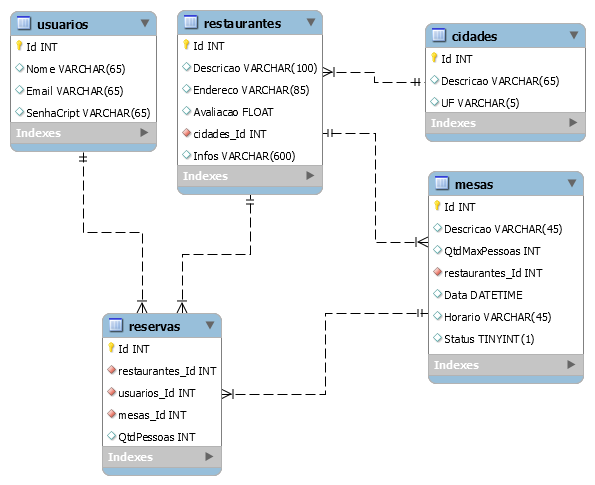 usuarios
Id INT
Nome VARCHAR(65)
Email VARCHAR(65)
SenhaCript VARCHAR(65)
Indexes
restaurantes
Id INT
Descricao VARCHAR(100)
Endereco VARCHAR(85)
Avaliacao FLOAT
cidades_Id INT
Infos VARCHAR(600)
Indexes
cidades
Id INT
Descricao VARCHAR(65)
UF VARCHAR(5)
Indexes
mesas
Id INT
Descricao VARCHAR(45)
QtdMaxPessoas INT
restaurantes_Id INT
Data DATETIME
Horario VARCHAR(45)
Status TINYINT(1)
Indexes
reservas
Id INT
restaurantes_Id INT
usuarios_Id INT
mesas_Id INT
QtdPessoas INT
Indexes